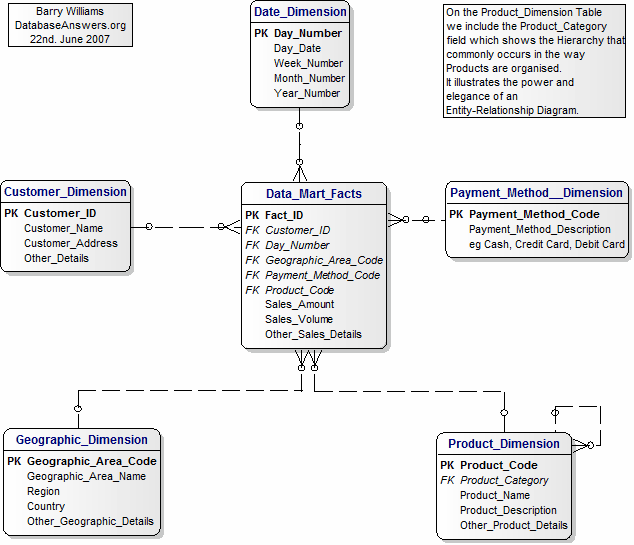 Barry Williams
DatabaseAnswers.org
22nd. June 2007
Date_Dimension
PK Day_Number
Day_Date
Week_Number
Month_Number
Year_Number
On the Product_Dimension Table
we include the Product_Category
field which shows the Hierarchy that
commonly occurs in the way
Products are organised.
It illustrates the power and
elegance of an
Entity-Relationship Diagram.
Customer_Dimension
PK Customer_ID
Customer_Name
Customer_Address
Other_Details
Data_Mart_Facts
PK Fact_ID
FK Customer_ID
FK Day_Number
FK Geographic_Area_Code
FK Payment_Method_Code
FK Product_Code
Sales_Amount
Sales_Volume
Other_Sales_Details
Payment_Method__Dimension
PK Payment_Method_Code
Payment_Method_Description
eg Cash, Credit Card, Debit Card
Geographic_Dimension
PK Geographic_Area_Code
Geographic_Area_Name
Region
Country
Other_Geographic_Details
Product_Dimension
PK Product_Code
FK Product_Category
Product_Name
Product_Description
Other_Product_Details